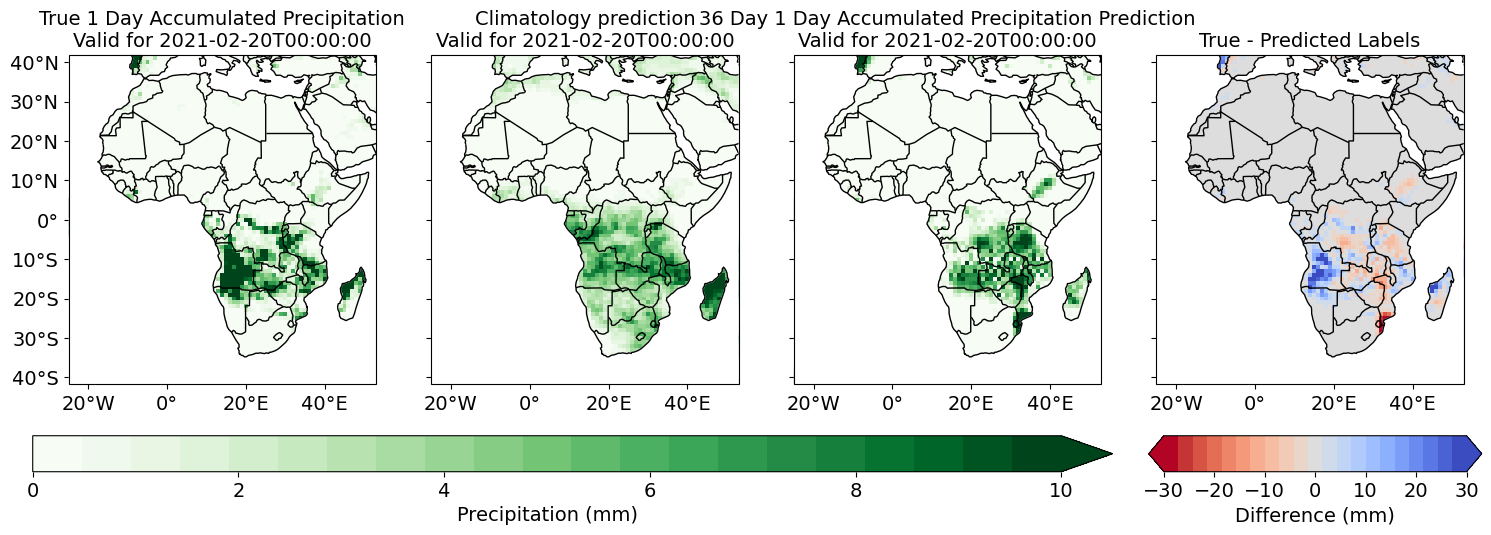 True 1 Day Accumulated Precipitation
Valid for 2021-02-20T00:00:00
Climatology prediction
Valid for 2021-02-20T00:00:00
36 Day 1 Day Accumulated Precipitation Prediction
Valid for 2021-02-20T00:00:00
True - Predicted Labels
40°N
30°N
20°N
10°N
0°
10°S
20°S
30°S
40°S
20°W 0° 20°E 40°E
20°W 0° 20°E 40°E
20°W 0° 20°E 40°E
20°W 0° 20°E 40°E
0 2 4 6 8 10
Precipitation (mm)
−30 −20 −10 0 10 20 30
Difference (mm)